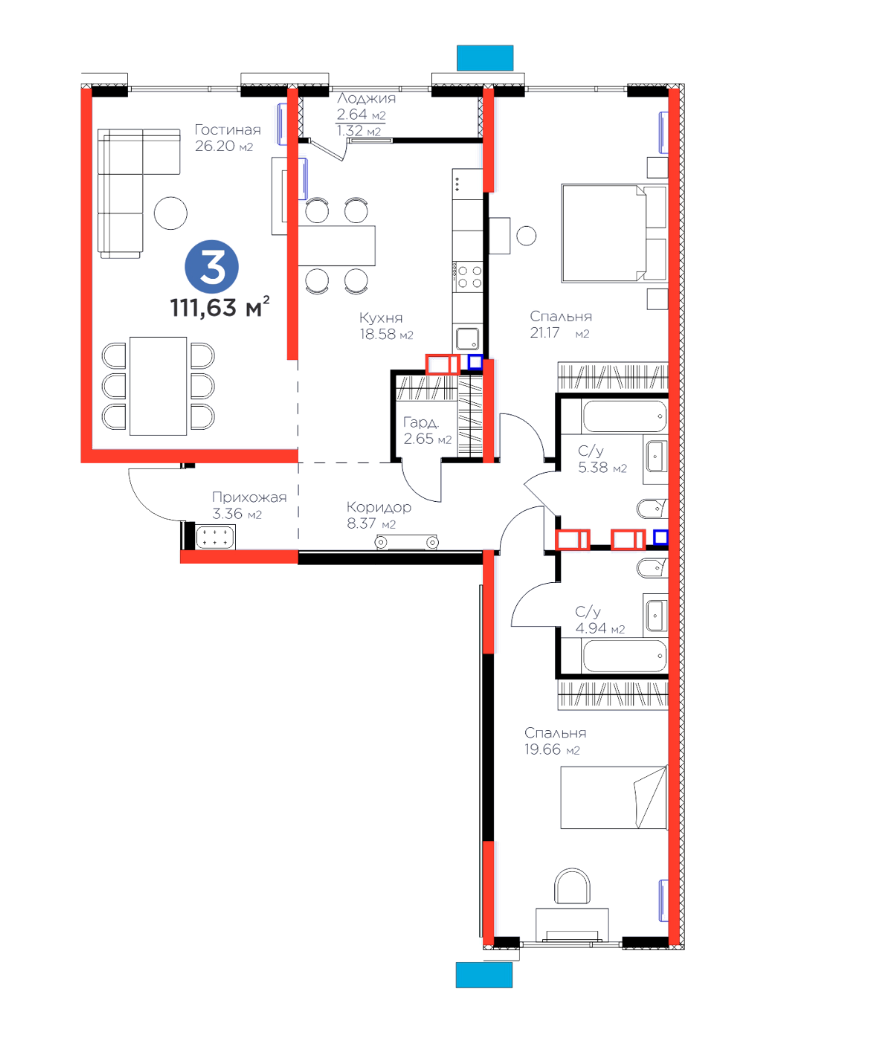 Лоджия
2.64 м2
1.32 м2
Гостиная
26.20 м2
3
111,63 м²
Кухня
18.58 м2
Спальня
21.17 м2
Гард.
2.65 м2
С/у
5.38 м2
Прихожая
3.36 м2
Коридор
8.37 м2
С/у
4.94 м2
Спальня
19.66 м2